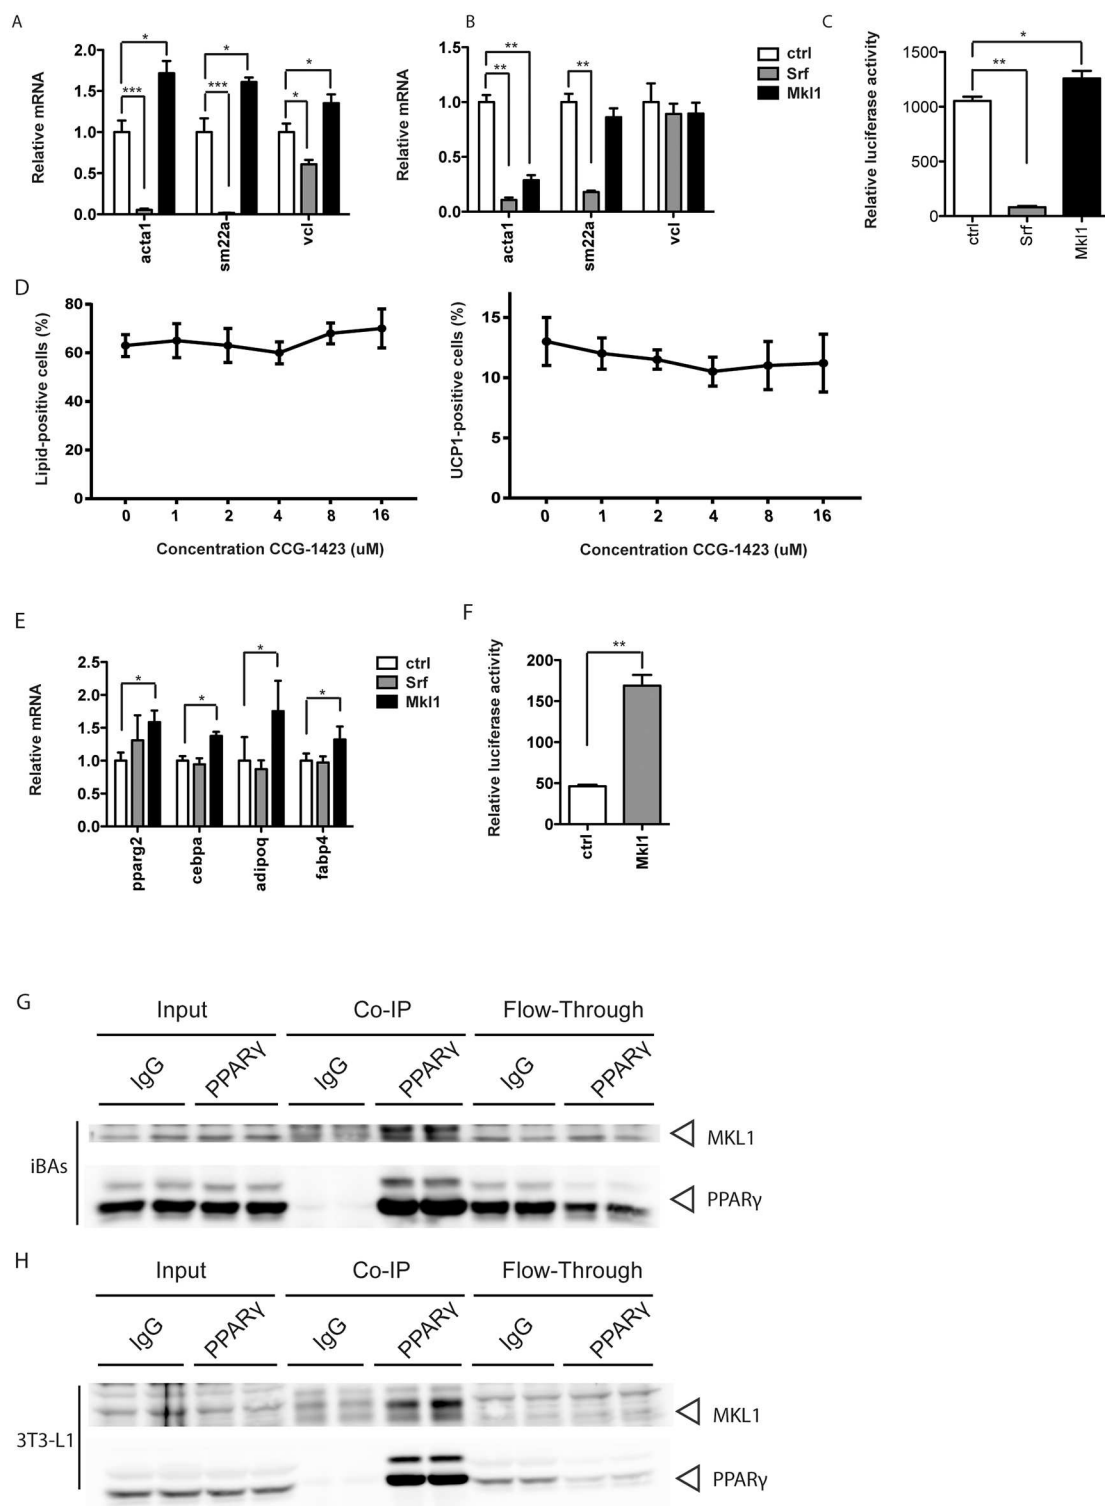 A
B
C
Relative mRNA
2.0
1.5
1.0
0.5
0.0
*
***
*
***
*
*
acta1
sm22a
vcl
Relative mRNA
1.5
1.0
0.5
0.0
**
**
**
acta1
sm22a
vcl
ctrl
Srf
Mkl1
Relative luciferase activity
1500
1000
500
0
*
**
ctrl
Srf
Mkl1
D
Lipid-positive cells (%)
80
60
40
20
0
0 1 2 4 8 16
Concentration CCG-1423 (uM)
UCP1-positive cells (%)
15
10
5
0
0 1 2 4 8 16
Concentration CCG-1423 (uM)
E
Relative mRNA
2.5
2.0
1.5
1.0
0.5
0.0
*
*
*
*
pparg2
cebpa
adipoq
fabp4
ctrl
Srf
Mkl1
F
Relative luciferase activity
200
150
100
50
0
**
ctrl
Mkl1
G
Input Co-IP Flow-Through
IgG PPARγ IgG PPARγ IgG PPARγ
iBAs
MKL1
PPARγ
H
Input Co-IP Flow-Through
IgG PPARγ IgG PPARγ IgG PPARγ
3T3-L1
MKL1
PPARγ